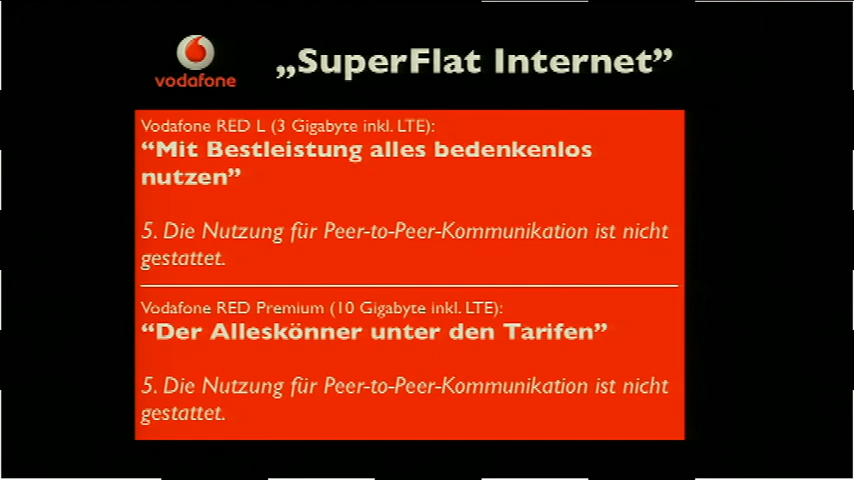 vodafone
„SuperFlat Internet”
Vodafone RED L (3 Gigabyte inkl. LTE):
“Mit Bestleistung alles bedenkenlos
nutzen”
5. Die Nutzung für Peer-to-Peer-Kommunikation ist nicht
gestattet.
Vodafone RED Premium (10 Gigabyte inkl. LTE):
“Der Alleskönner unter den Tarifen”
5. Die Nutzung für Peer-to-Peer-Kommunikation ist nicht
gestattet.